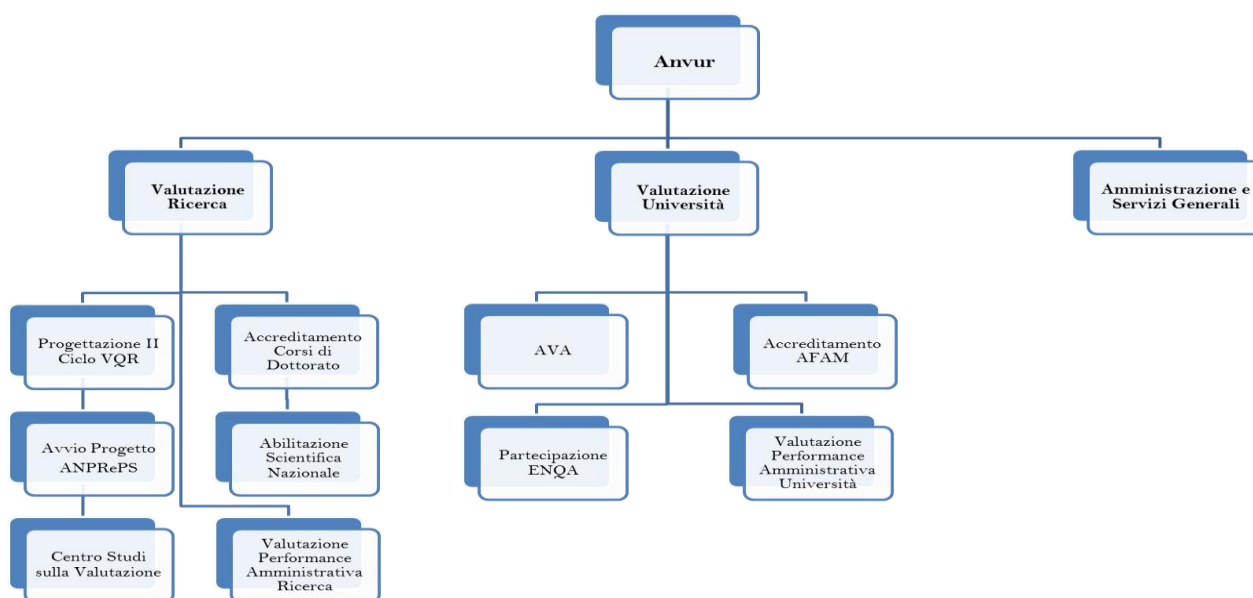 Anvur
Valutazione
Ricerca
Valutazione
Università
Amministrazione e
Servizi Generali
Progettazione II
Ciclo VQR
Accreditamento
Corsi di
Dottorato
AVA
Accreditamento
AFAM
Avvio Progetto
ANPRePS
Abilitazione
Scientifica
Nazionale
Partecipazione
ENQA
Valutazione
Performance
Amministrativa
Università
Centro Studi
sulla Valutazione
Valutazione
Performance
Amministrativa
Ricerca